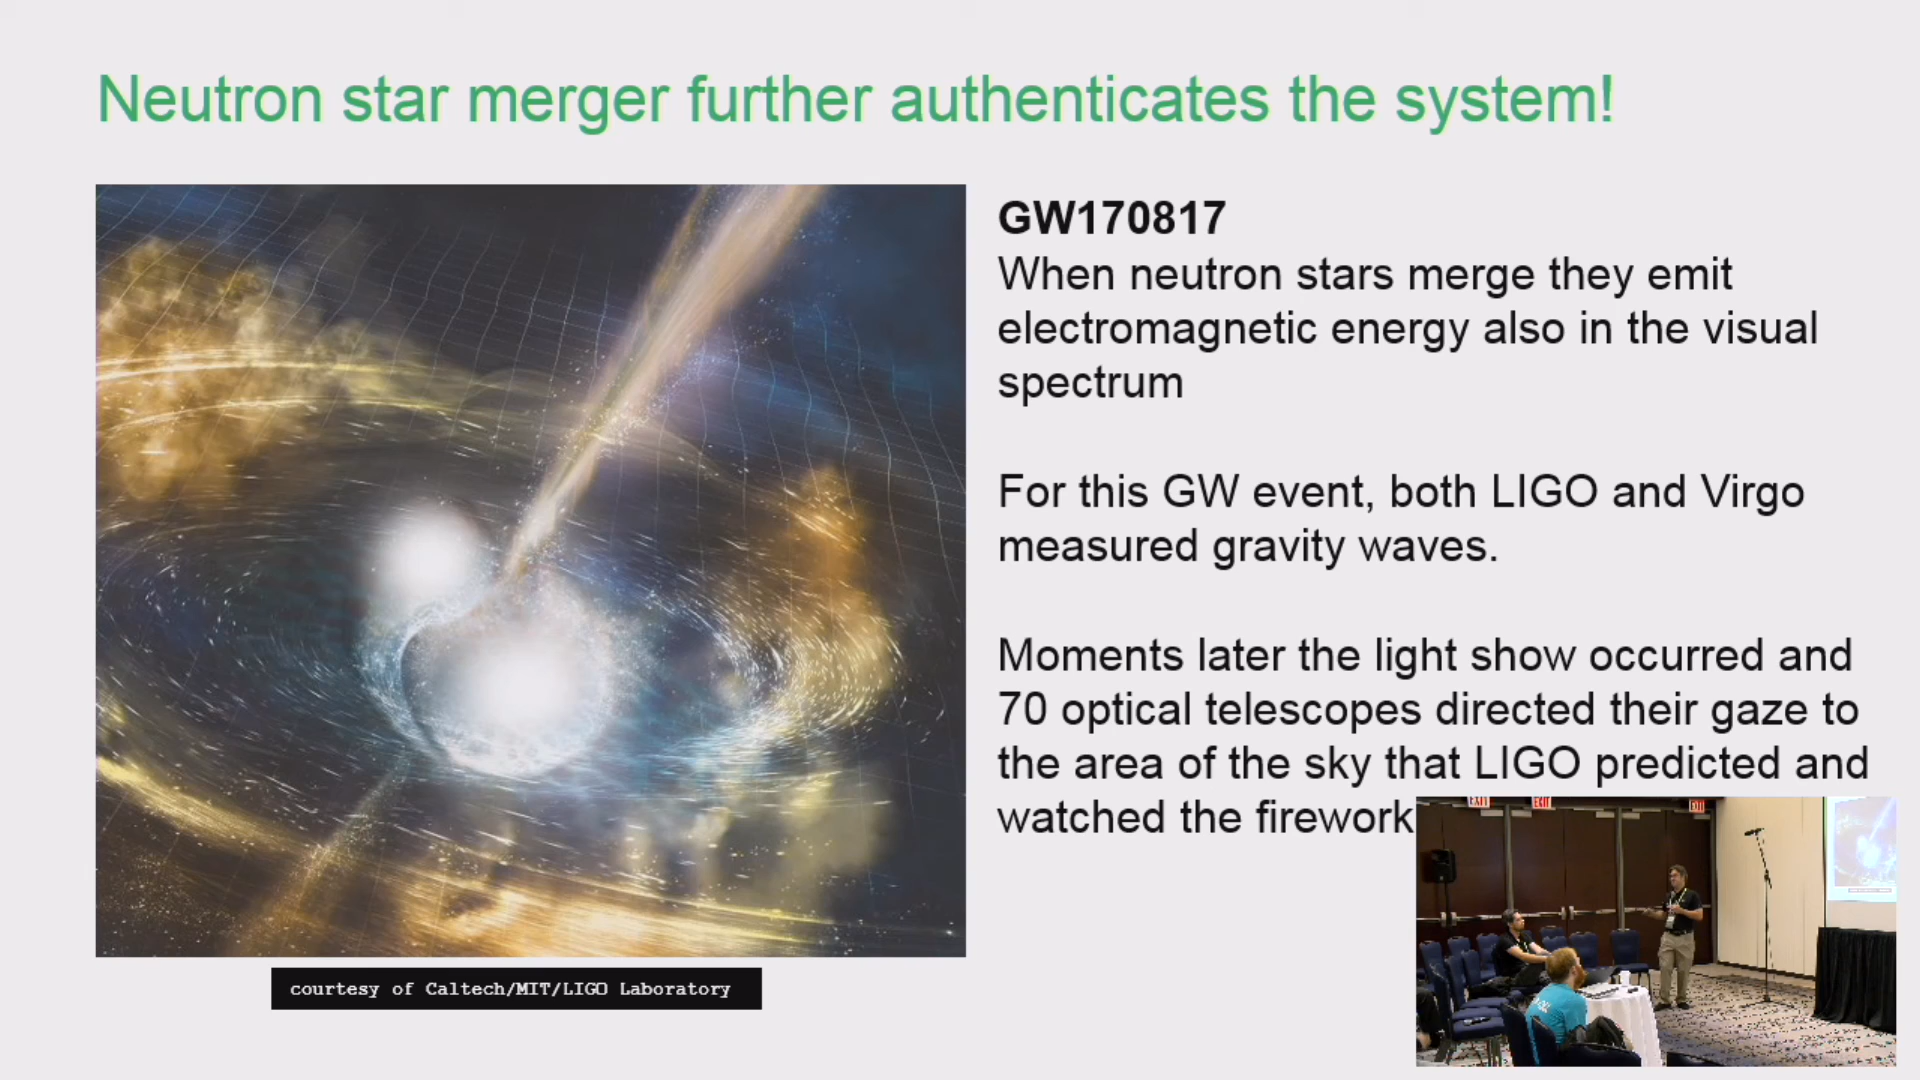 Neutron star merger further authenticates the system!
GW170817
When neutron stars merge they emit
electromagnetic energy also in the visual
spectrum
For this GW event, both LIGO and Virgo
measured gravity waves.
Moments later the light show occurred and
70 optical telescopes directed their gaze to
the area of the sky that LIGO predicted and
watched the firework
courtesy of Caltech/MIT/LIGO Laboratory
EXIT
EXIT
EXIT